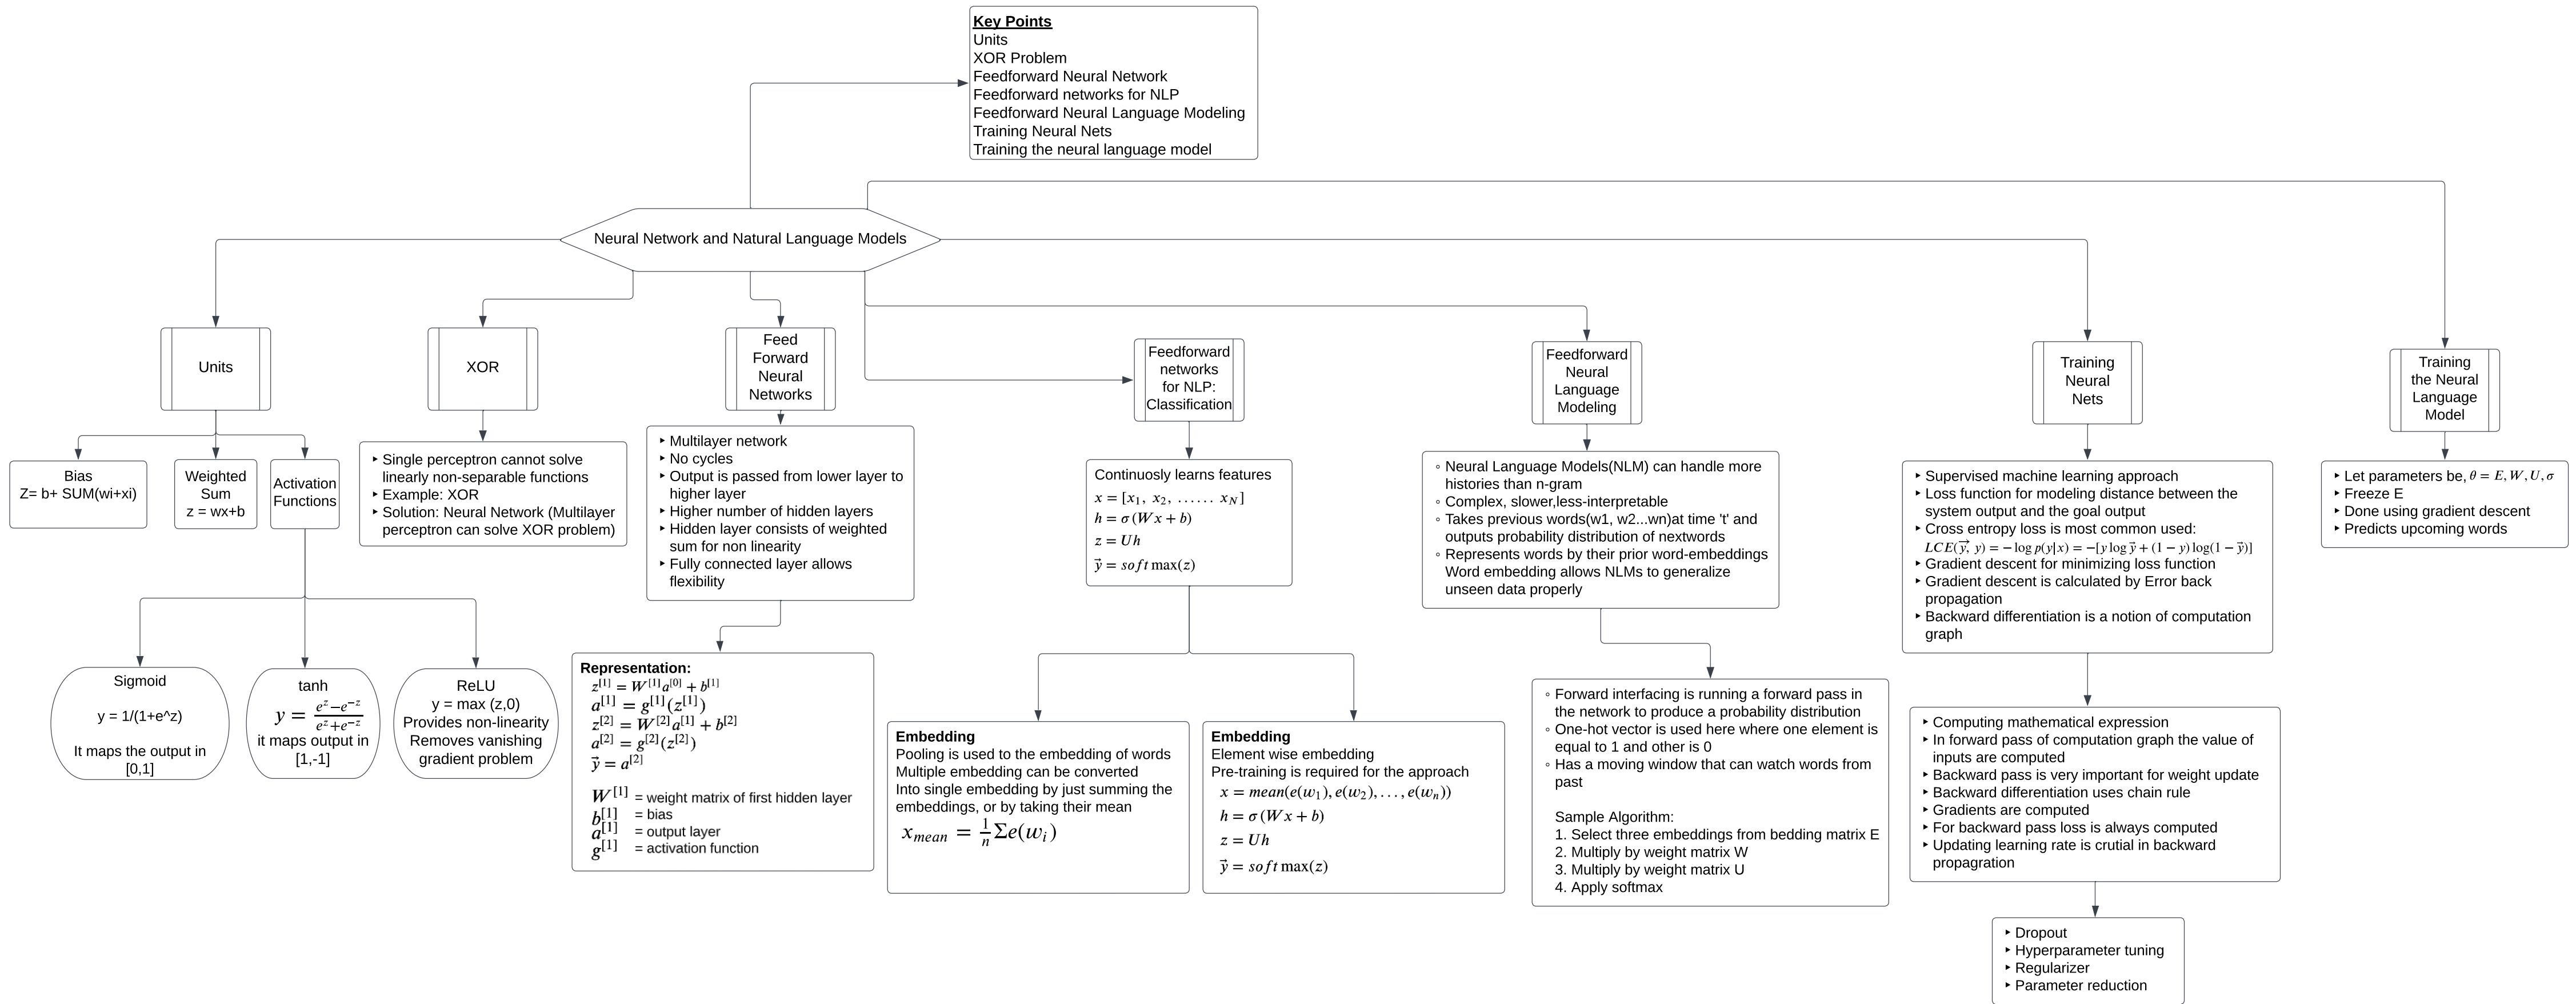 Key Points
Units
XOR Problem
Feedforward Neural Network
Feedforward networks for NLP
Feedforward Neural Language Modeling
Training Neural Nets
Training the neural language model
Neural Network and Natural Language Models
Units
Bias
Z= b+ SUM(wi+xi)
Weighted
Sum
z = wx+b
Activation
Functions
Sigmoid
y = 1/(1+e^z)
It maps the output in
[0,1]
tanh
y = \frac{e^z - e^{-z}}{e^z + e^{-z}}
it maps output in
[1,-1]
ReLU
y = max (z,0)
Provides non-linearity
Removes vanishing
gradient problem
XOR
‣ Single perceptron cannot solve
linearly non-separable functions
‣ Example: XOR
‣ Solution: Neural Network (Multilayer
perceptron can solve XOR problem)
Feed
Forward
Neural
Networks
‣ Multilayer network
‣ No cycles
‣ Output is passed from lower layer to
higher layer
‣ Higher number of hidden layers
‣ Hidden layer consists of weighted
sum for non linearity
‣ Fully connected layer allows
flexibility
Representation:
z^{[1]} = W^{[1]}a^{[0]} + b^{[1]}
a^{[1]} = g^{[1]}(z^{[1]})
z^{[2]} = W^{[2]}a^{[1]} + b^{[2]}
a^{[2]} = g^{[2]}(z^{[2]})
\vec{y} = a^{[2]}
W^{[1]} = weight matrix of first hidden layer
b^{[1]} = bias
a^{[1]} = output layer
g^{[1]} = activation function
Feedforward
networks
for NLP:
Classification
Continuosly learns features
x = [x_1, x_2, ...... x_N]
h = σ(Wx + b)
z = Uh
\vec{y} = soft max(z)
Embedding
Pooling is used to the embedding of words
Multiple embedding can be converted
Into single embedding by just summing the
embeddings, or by taking their mean
x_{mean} = \frac{1}{n}Σe(w_i)
Embedding
Element wise embedding
Pre-training is required for the approach
x = mean(e(w_1), e(w_2), . . . , e(w_n))
h = σ(Wx + b)
z = Uh
\vec{y} = soft max(z)
Feedforward
Neural
Language
Modeling
◦ Neural Language Models(NLM) can handle more
histories than n-gram
◦ Complex, slower,less-interpretable
◦ Takes previous words(w1, w2...wn)at time 't' and
outputs probability distribution of nextwords
◦ Represents words by their prior word-embeddings
Word embedding allows NLMs to generalize
unseen data properly
◦ Forward interfacing is running a forward pass in
the network to produce a probability distribution
◦ One-hot vector is used here where one element is
equal to 1 and other is 0
◦ Has a moving window that can watch words from
past
Sample Algorithm:
1. Select three embeddings from bedding matrix E
2. Multiply by weight matrix W
3. Multiply by weight matrix U
4. Apply softmax
Training
Neural
Nets
‣ Supervised machine learning approach
‣ Loss function for modeling distance between the
system output and the goal output
‣ Cross entropy loss is most common used:
LCE(\vec{y,} y) = − log p(y|x) = −[y log \vec{y} + (1 − y) log(1 − \vec{y})]
‣ Gradient descent for minimizing loss function
‣ Gradient descent is calculated by Error back
propagation
‣ Backward differentiation is a notion of computation
graph
‣ Computing mathematical expression
‣ In forward pass of computation graph the value of
inputs are computed
‣ Backward pass is very important for weight update
‣ Backward differentiation uses chain rule
‣ Gradients are computed
‣ For backward pass loss is always computed
‣ Updating learning rate is crutial in backward
propagration
‣ Dropout
‣ Hyperparameter tuning
‣ Regularizer
‣ Parameter reduction
Training
the Neural
Language
Model
‣ Let parameters be, θ = E, W, U, σ
‣ Freeze E
‣ Done using gradient descent
‣ Predicts upcoming words